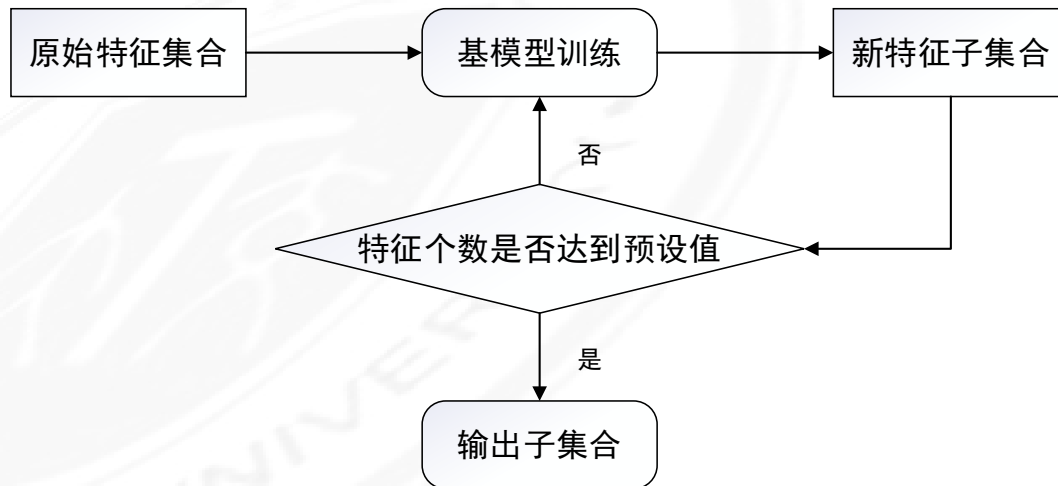 原始特征集合
基模型训练
新特征子集合
否
特征个数是否达到预设值
是
输出子集合